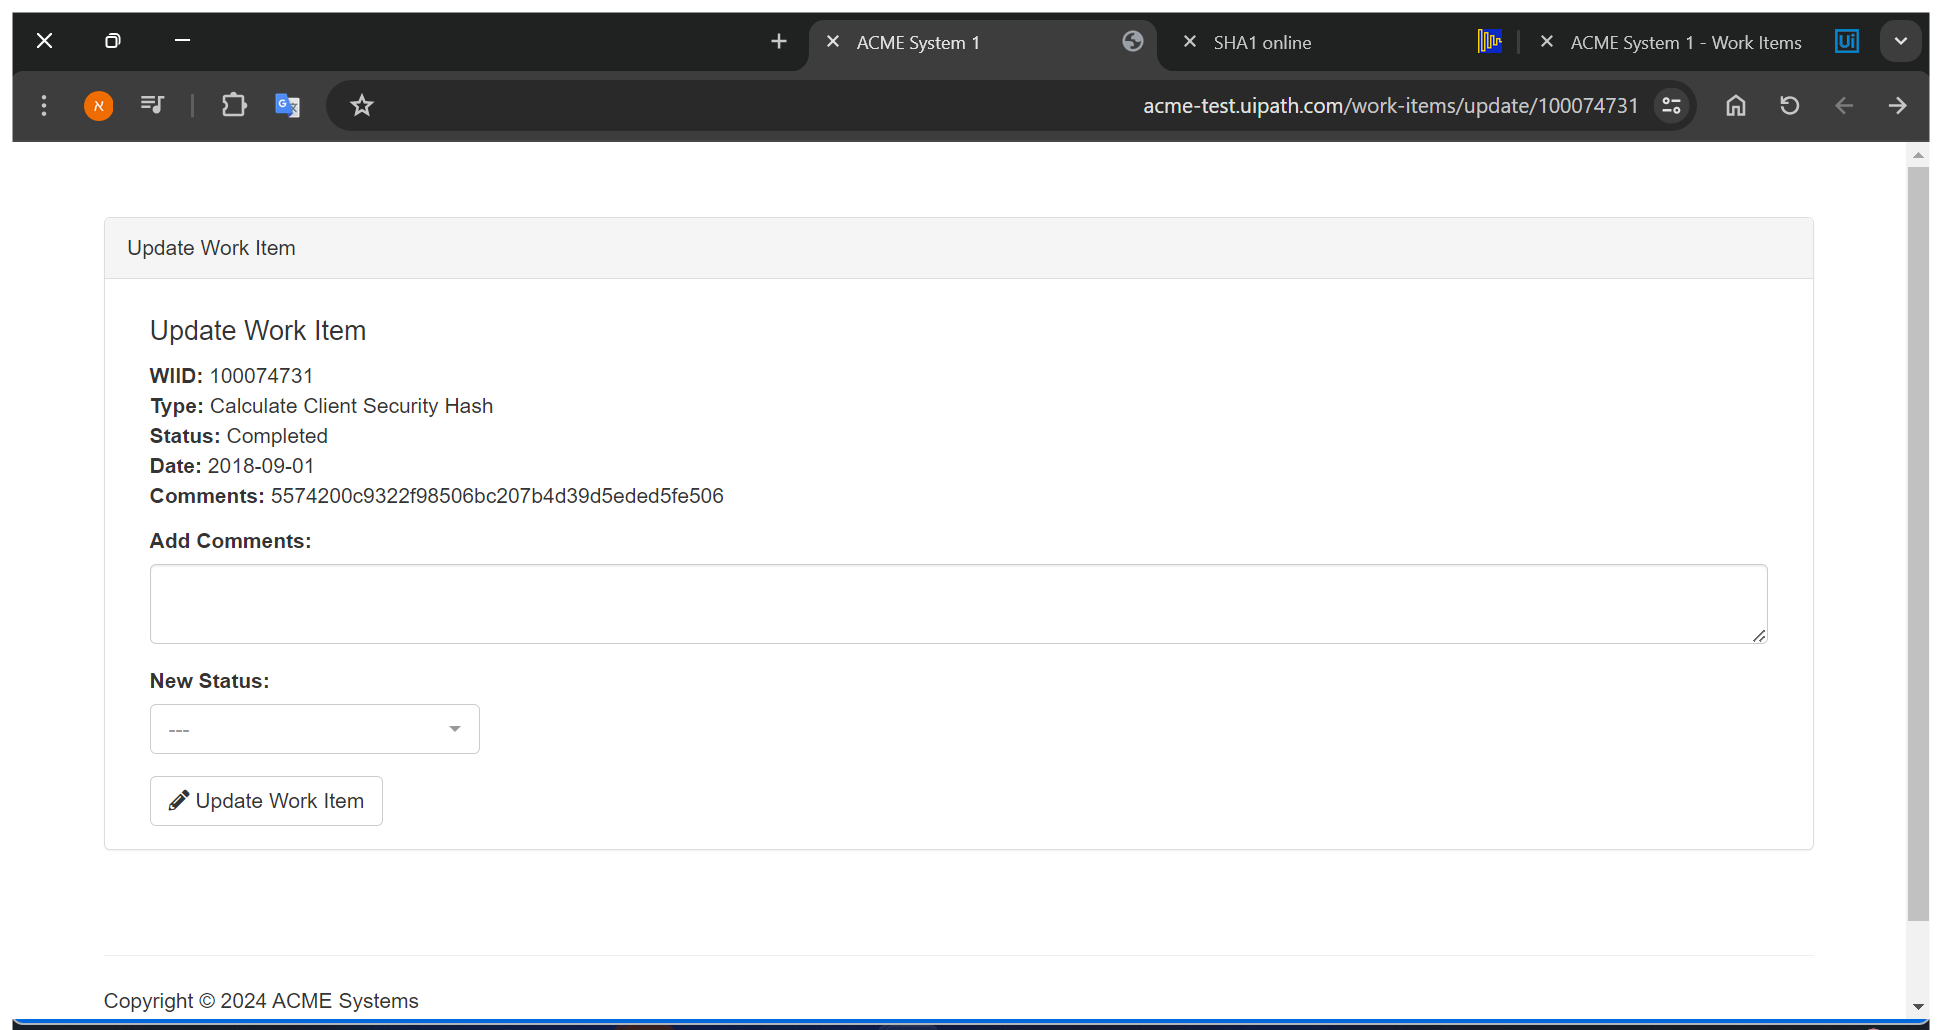 ACME System 1
SHA1 online
ACME System 1 - Work Items
Ui
א
G
acme-test.uipath.com/work-items/update/100074731
Update Work Item
Update Work Item
WIID: 100074731
Type: Calculate Client Security Hash
Status: Completed
Date: 2018-09-01
Comments: 5574200c9322f98506bc207b4d39d5eded5fe506
Add Comments:
New Status:
---
Update Work Item
Copyright © 2024 ACME Systems